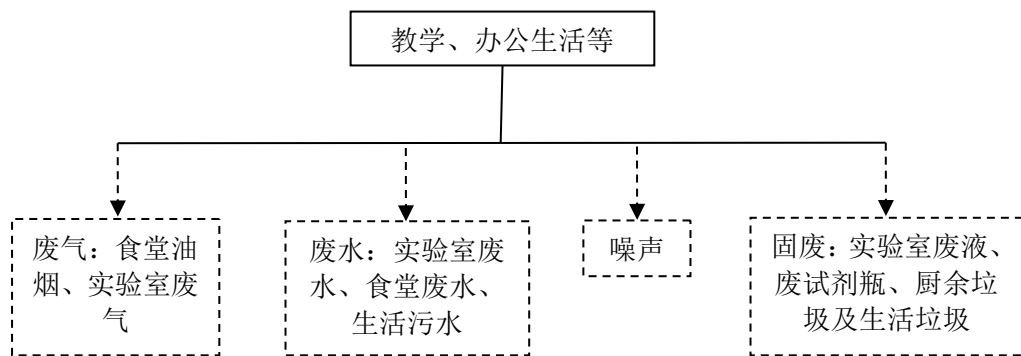 教学、办公生活等
废气：食堂油
烟、实验室废
气
废水：实验室废
水、食堂废水、
生活污水
噪声
固废：实验室废液、
废试剂瓶、厨余垃
圾及生活垃圾